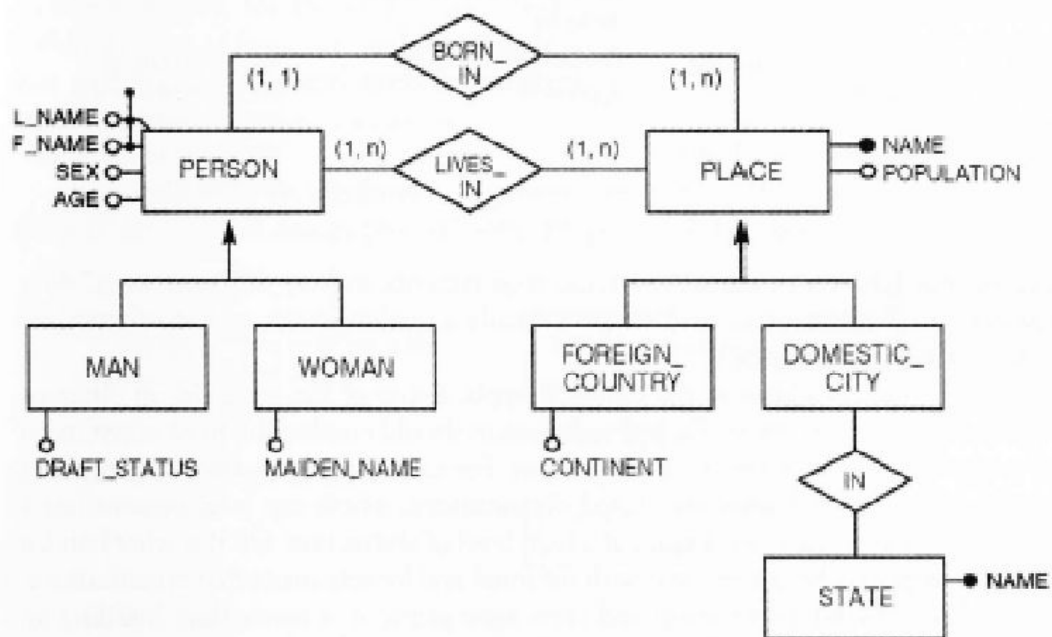 BORN_
IN
(1, 1)
(1, n)
L_NAME
F_NAME
SEX
AGE
PERSON
(1, n)
LIVES_
IN
(1, n)
PLACE
NAME
POPULATION
MAN
WOMAN
FOREIGN_
COUNTRY
DOMESTIC_
CITY
DRAFT_STATUS
MAIDEN_NAME
CONTINENT
IN
STATE
NAME